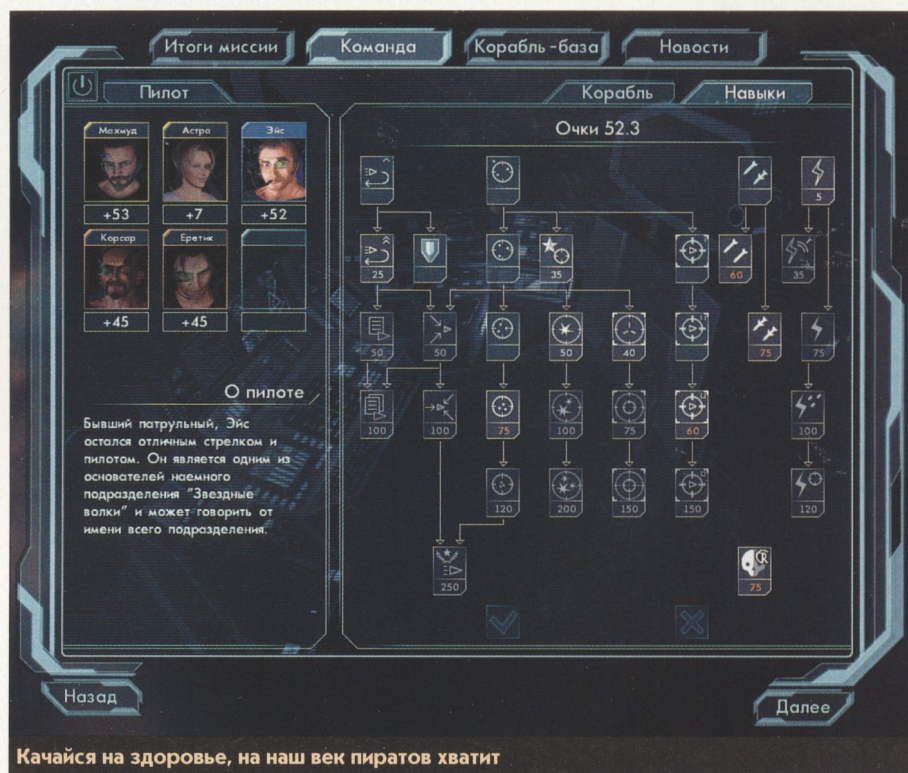 Итоги миссии
Команда
Корабль-база
Новости
Пилот
Корабль
Навыки
Махмуд
Астра
Эйс
+53
+7
+52
Корсар
Еретик
+45
+45
О пилоте
Бывший патрульный, Эйс
остался отличным стрелком и
пилотом. Он является одним из
основателей наемного
подразделения "Звездные
волки" и может говорить от
имени всего подразделения.
Очки 52.3
5
25
35
60
35
50
50
50
40
75
75
100
100
75
100
75
60
100
120
200
150
150
120
250
R
75
Назад
Далее
Качайся на здоровье, на наш век пиратов хватит